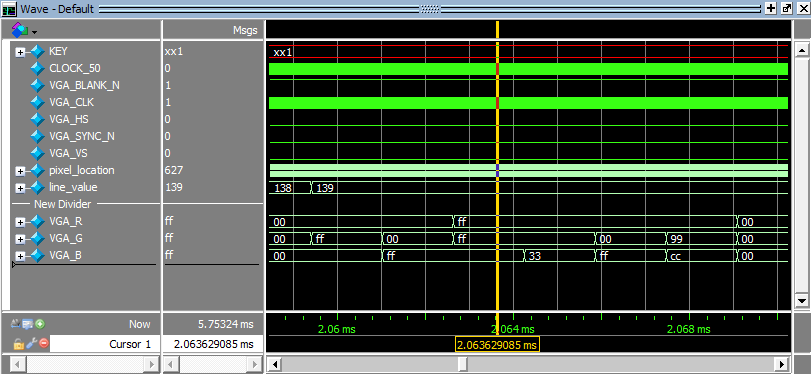 Wave - Default
Msgs
KEY xx1 xx1
CLOCK_50 0
VGA_BLANK_N 1
VGA_CLK 1
VGA_HS 0
VGA_SYNC_N 0
VGA_VS 0
pixel_location 627
line_value 139 138 139
New Divider
VGA_R ff 00 ff 00
VGA_G ff 00 ff 00 ff 00 99 00
VGA_B ff 00 ff 33 ff cc 00
Now 5.75324 ms 2.06 ms 2.064 ms 2.068 ms
Cursor 1 2.063629085 ms 2.063629085 ms